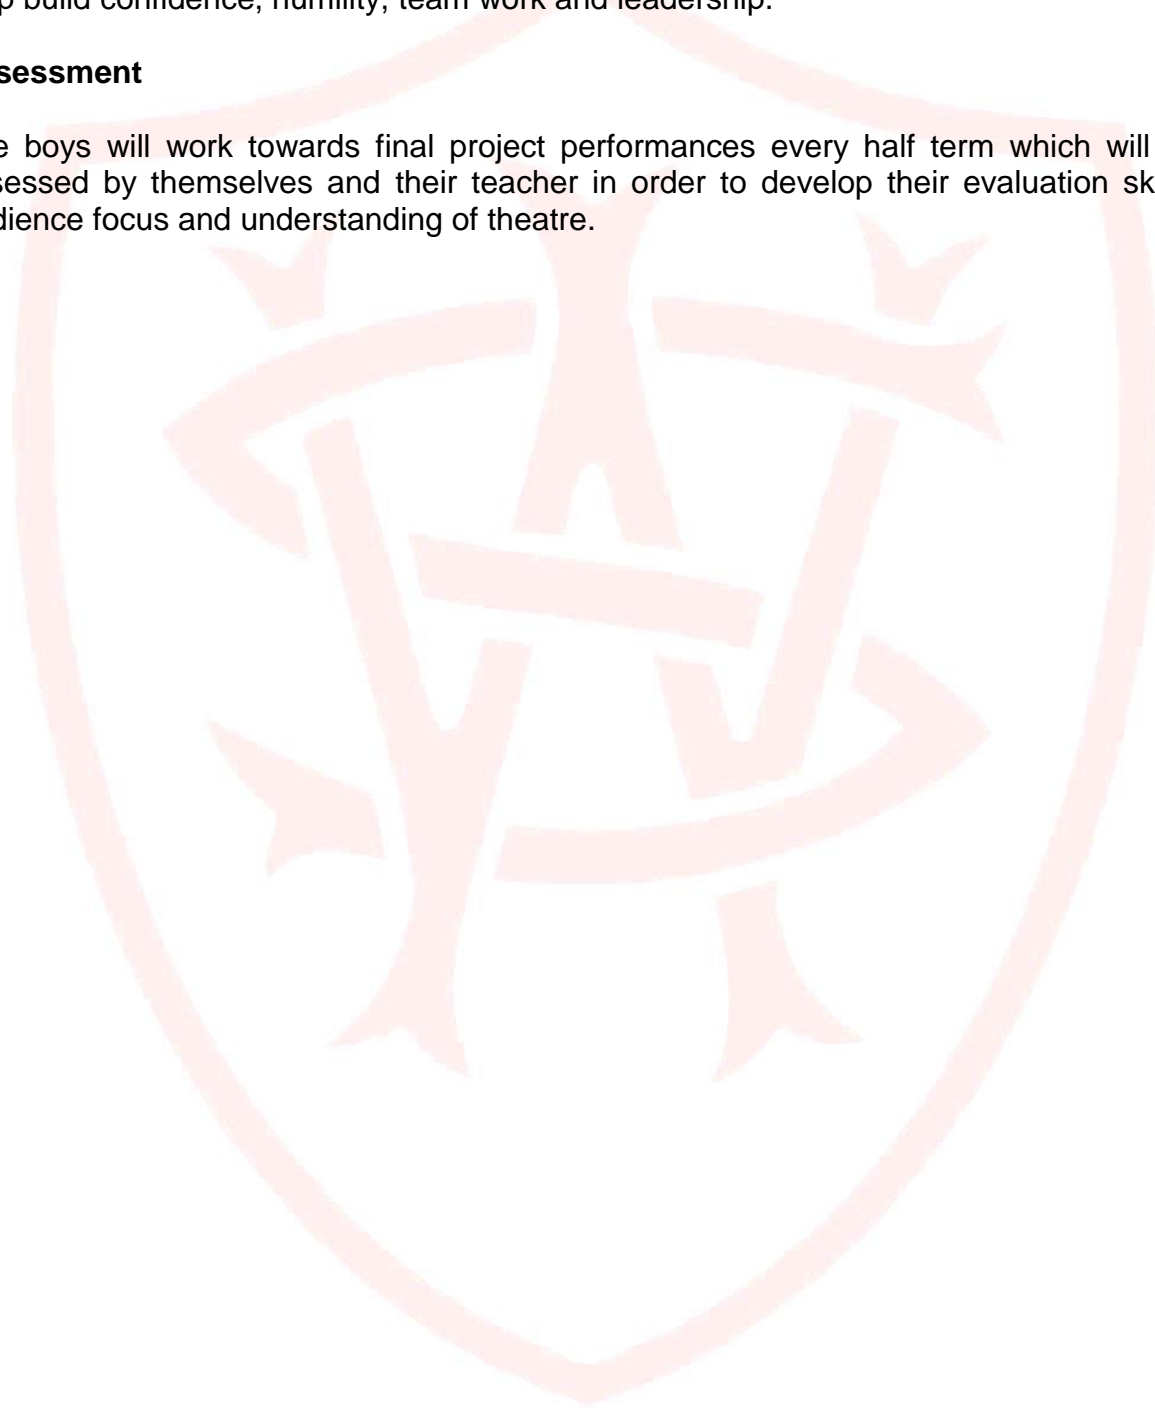 p build confidence, humility, team work and leadership.
sessment
e boys will work towards final project performances every half term which will
sessed by themselves and their teacher in order to develop their evaluation sk
dience focus and understanding of theatre.